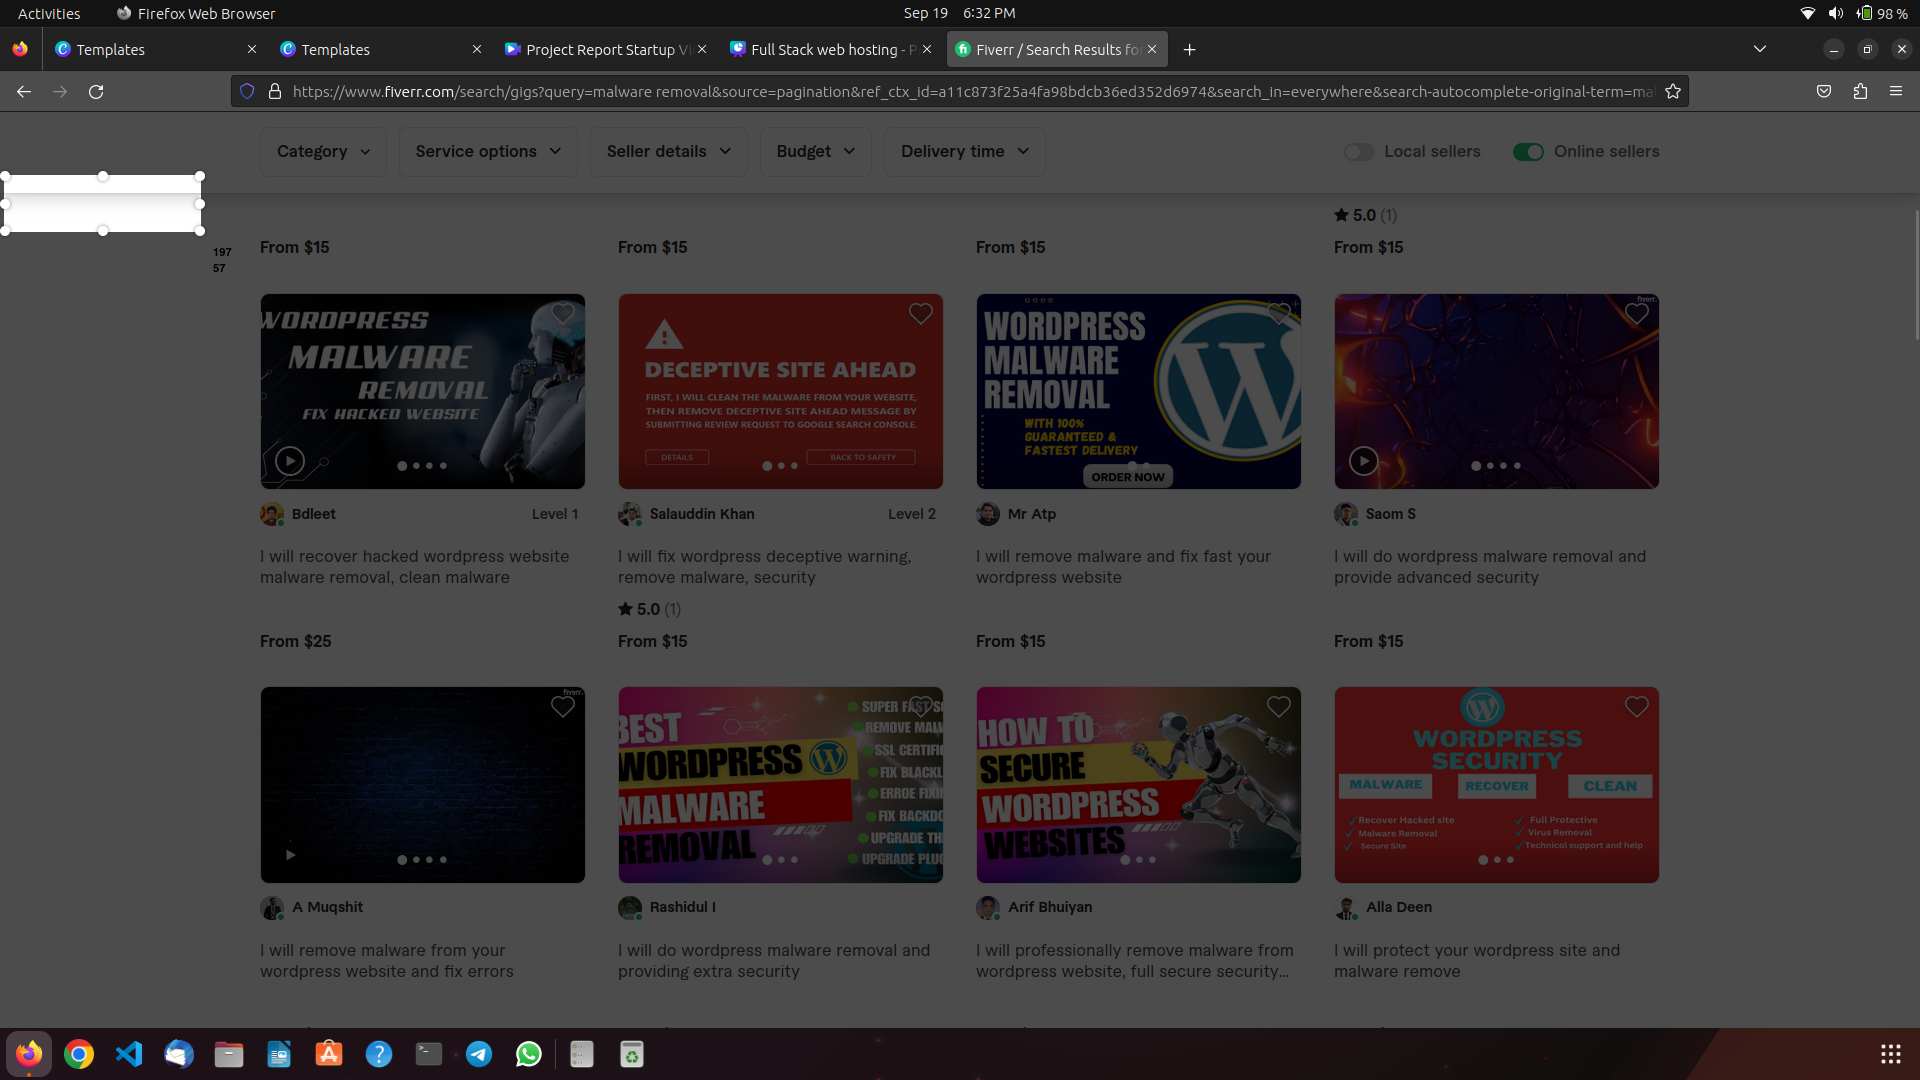 Activities
Firefox Web Browser
Sep 19 6:32 PM
98 %
Templates
Templates
Project Report Startup Vi
Full Stack web hosting - P
Fiverr / Search Results for
https://www.fiverr.com/search/gigs?query=malware removal&source=pagination&ref_ctx_id=a11c873f25a4fa98bdcb36ed352d6974&search_in=everywhere&search-autocomplete-original-term=mal
Category
Service options
Seller details
Budget
Delivery time
Local sellers
Online sellers
197
57
5.0 (1)
From $15
From $15
From $15
From $15
WORDPRESS
MALWARE
REMOVAL
FIX HACKED WEBSITE
DECEPTIVE SITE AHEAD
FIRST, I WILL CLEAN THE MALWARE FROM YOUR WEBSITE,
THEN REMOVE DECEPTIVE SITE AHEAD MESSAGE BY
SUBMITTING REVIEW REQUEST TO GOOGLE SEARCH CONSOLE.
DETAILS
BACK TO SAFETY
WORDPRESS
MALWARE
REMOVAL
WITH 100%
GUARANTEED &
FASTEST DELIVERY
ORDER NOW
fiverr.
Bdleet
Level 1
Salauddin Khan
Level 2
Mr Atp
Saom S
I will recover hacked wordpress website
malware removal, clean malware
I will fix wordpress deceptive warning,
remove malware, security
I will remove malware and fix fast your
wordpress website
I will do wordpress malware removal and
provide advanced security
5.0 (1)
From $25
From $15
From $15
From $15
fiverr.
BEST
WORDPRESS
MALWARE
REMOVAL
SUPER FAST SE
REMOVE MALW
SSL CERTIFIC
FIX BLACKL
ERROE FIXIN
FIX BACKDO
UPGRADE THE
UPGRADE PLUG
HOW TO
SECURE
WORDPRESS
WEBSITES
WORDPRESS
SECURITY
MALWARE
RECOVER
CLEAN
Recover Hacked site
Malware Removal
Secure Site
Full Protective
Virus Removal
Technicol support and help
A Muqshit
Rashidul I
Arif Bhuiyan
Alla Deen
I will remove malware from your
wordpress website and fix errors
I will do wordpress malware removal and
providing extra security
I will professionally remove malware from
wordpress website, full secure security...
I will protect your wordpress site and
malware remove